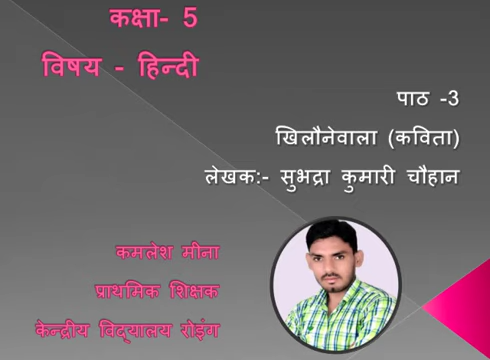 कक्षा- 5
विषय - हिन्दी
पाठ -3
खिलौनेवाला (कविता)
लेखक:- सुभद्रा कुमारी चौहान
कमलेश मीना
प्राथमिक शिक्षक
केन्द्रीय विद्यालय रोइंग